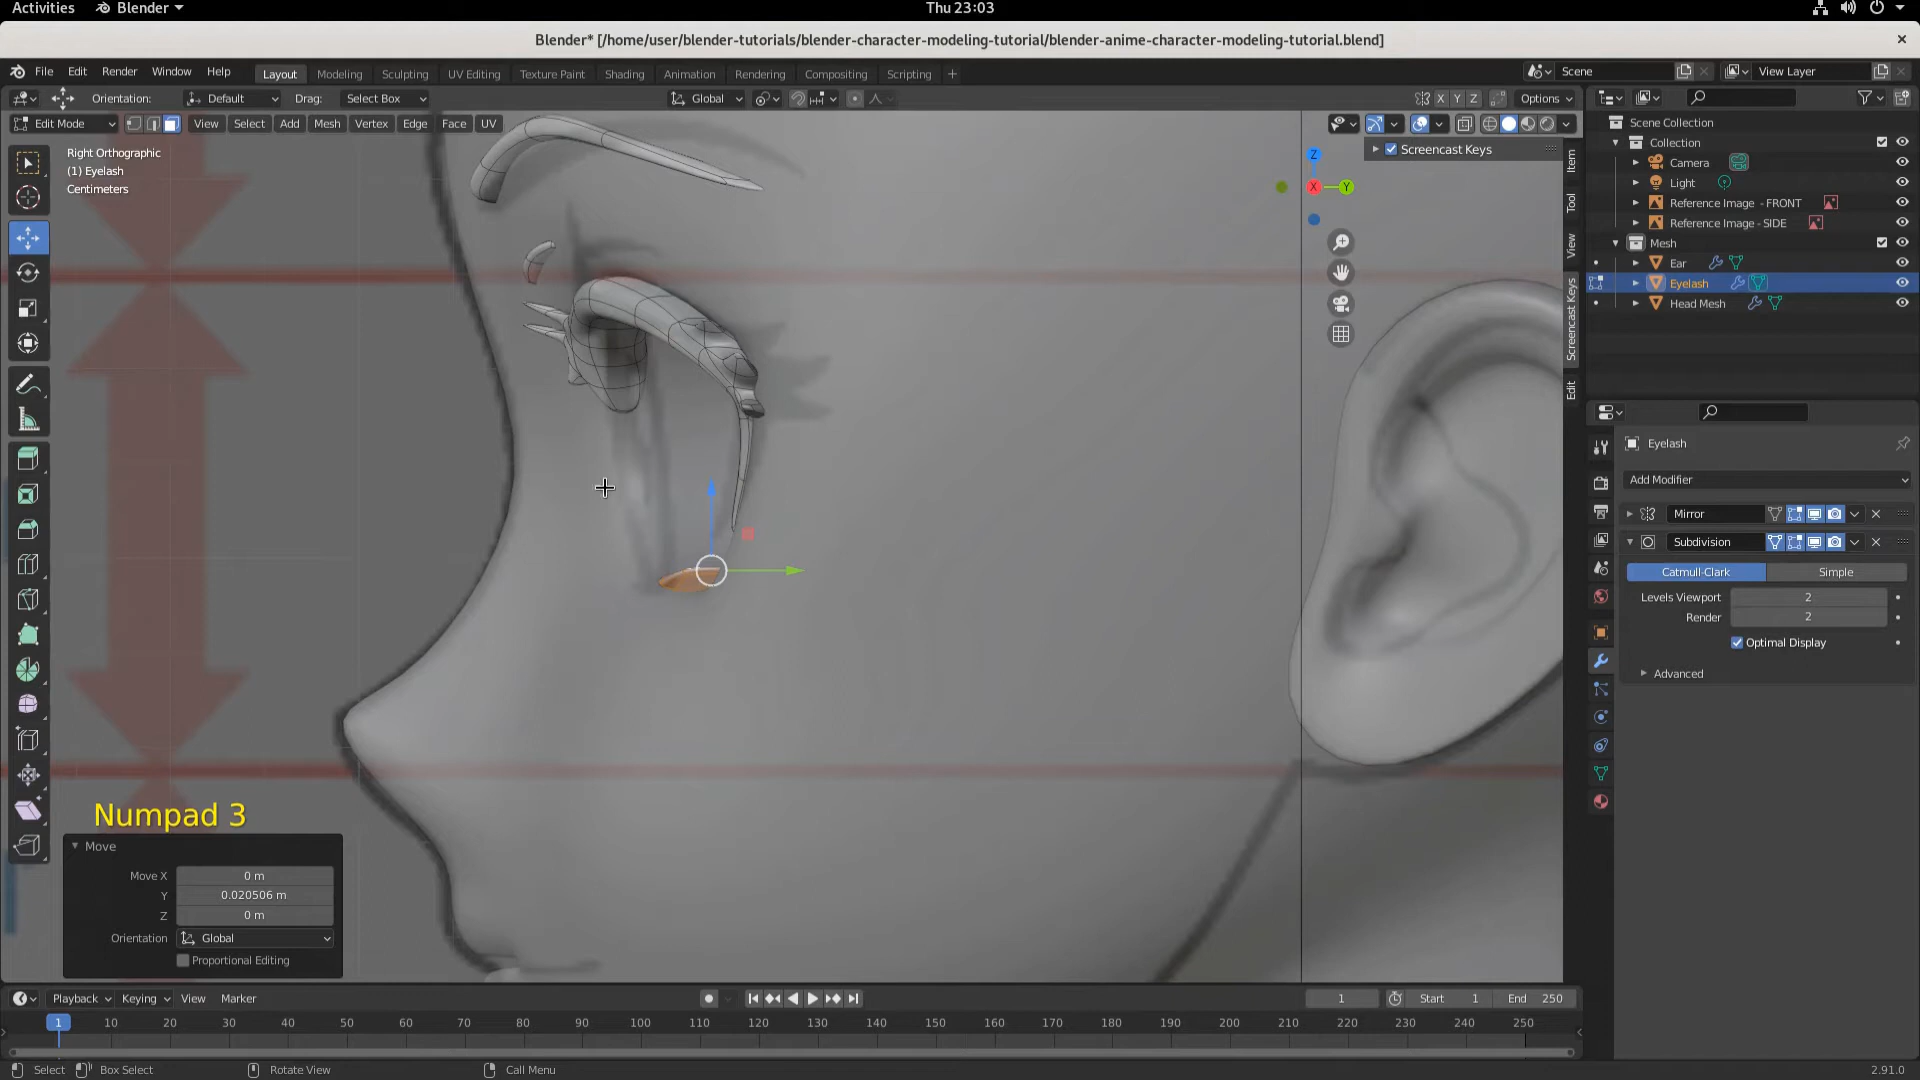 Activities Blender Thu 23:03
Blender* [/home/user/blender-tutorials/blender-character-modeling-tutorial/blender-anime-character-modeling-tutorial.blend]
File Edit Render Window Help Layout Modeling Sculpting UV Editing Texture Paint Shading Animation Rendering Compositing Scripting Scene View Layer
Orientation: Default Drag: Select Box Global X Y Z Options
Edit Mode View Select Add Mesh Vertex Edge Face UV
Right Orthographic
(1) Eyelash
Centimeters
Z
X
Y
Screencast Keys
Item
Tool
View
Screencast Keys
Edit
Scene Collection
Collection
Camera
Light
Reference Image - FRONT
Reference Image - SIDE
Mesh
Ear
Eyelash
Head Mesh
Eyelash
Add Modifier
Mirror
Subdivision
Catmull-Clark Simple
Levels Viewport 2
Render 2
Optimal Display
Advanced
Numpad 3
Move
Move X 0 m
Y 0.020506 m
Z 0 m
Orientation Global
Proportional Editing
Playback Keying View Marker 1 Start 1 End 250
1 10 20 30 40 50 60 70 80 90 100 110 120 130 140 150 160 170 180 190 200 210 220 230 240 250
Select Box Select Rotate View Call Menu 2.91.0